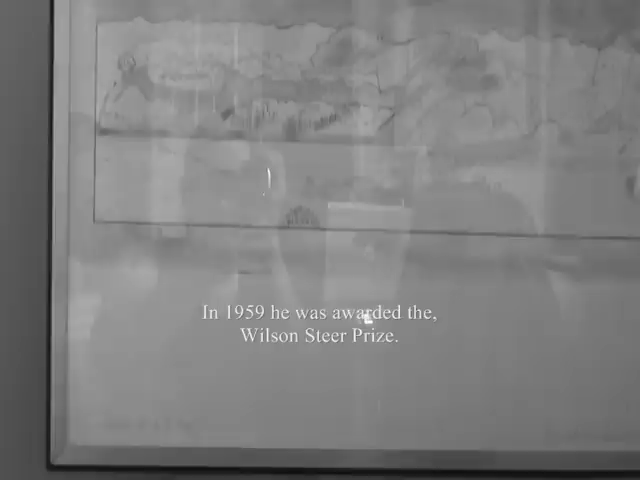 In 1959 he was awarded the,
Wilson Steer Prize.